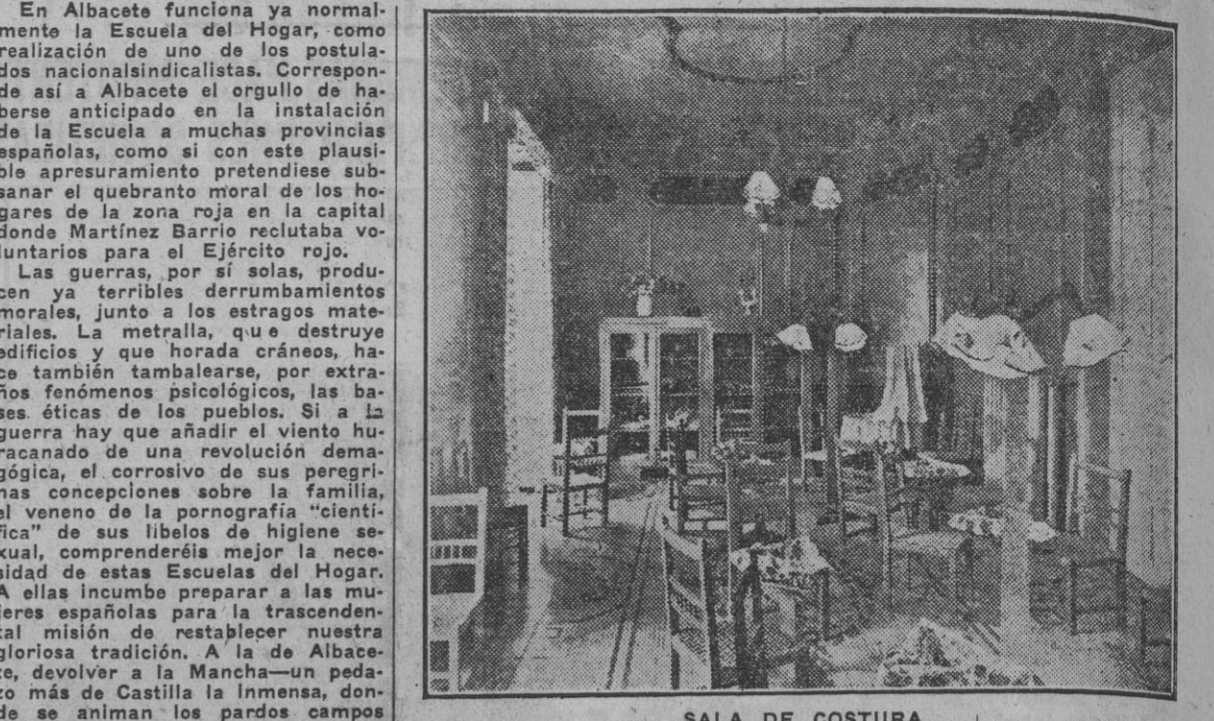 En Albacete funciona ya normal-
mente la Escuela del Hogar, como
realización de uno de los postula-
dos nacionalsindicalistas. Correspon-
de así a Albacete el orgullo de ha-
berse anticipado en la instalación
de la Escuela a muchas provincias
españolas, como si con este plausi-
ble apresuramiento pretendiese sub-
sanar el quebranto moral de los ho-
gares de la zona roja en la capital
donde Martínez Barrio reclutaba vo-
luntarios para el Ejército rojo.
Las guerras, por sí solas, produ-
cen ya terribles derrumbamientos
morales, junto a los estragos mate-
riales. La metralla, que destruye
edificios y que horada cráneos, ha-
ce también tambalearse, por extra-
ños fenómenos psicológicos, las ba-
ses éticas de los pueblos. Si a la
guerra hay que añadir el viento hu-
racanado de una revolución dema-
gógica, el corrosivo de sus peregri-
nas concepciones sobre la familia,
el veneno de la pornografía "cientí-
fica" de sus libelos de higiene se-
xual, comprenderéis mejor la nece-
sidad de estas Escuelas del Hogar.
A ellas incumbe preparar a las mu-
jeres españolas para la trascenden-
tal misión de restablecer nuestra
gloriosa tradición. A la de Albace-
te, devolver a la Mancha—un peda-
zo más de Castilla la Inmensa, don-
de se animan los pardos campos
SALA DE COSTURA